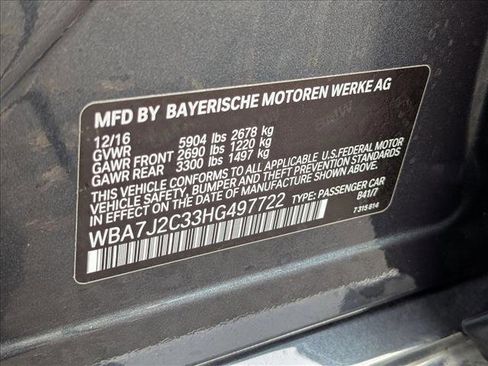 MFD BY BAYERISCHE MOTOREN WERKE AG
12/16
GVWR 5904 lbs 2678 kg
GAWR FRONT 2690 lbs 1220 kg
GAWR REAR 3300 lbs 1497 kg
THIS VEHICLE CONFORMS TO ALL APPLICABLE U.S.FEDERAL MOTOR
VEHICLE SAFETY, BUMPER AND THEFT PREVENTION STANDARDS
IN EFFECT ON THE DATE OF MANUFACTURE SHOWN ABOVE.
WBA7J2C33HG497722 TYPE: PASSENGER CAR
B41/7
7315814